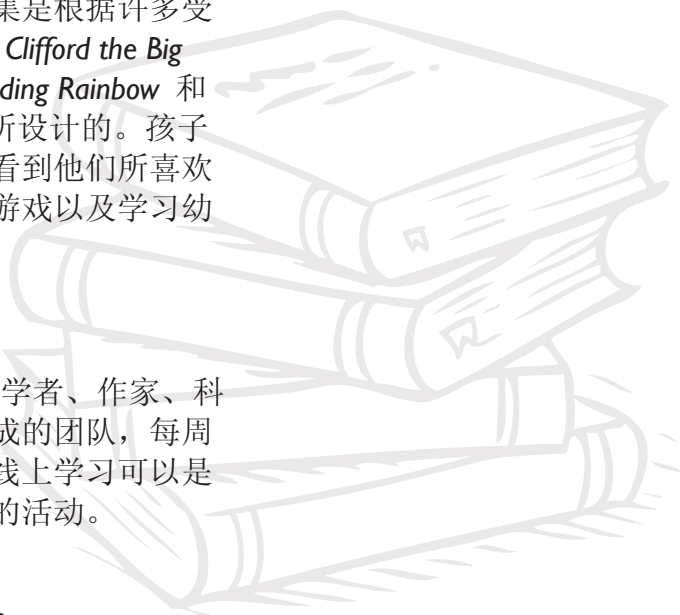 集是根据许多受
Clifford the Big
ding Rainbow 和
所设计的。孩子
看到他们所喜欢
游戏以及学习幼
学者、作家、科
成的团队，每周
线上学习可以是
的活动。